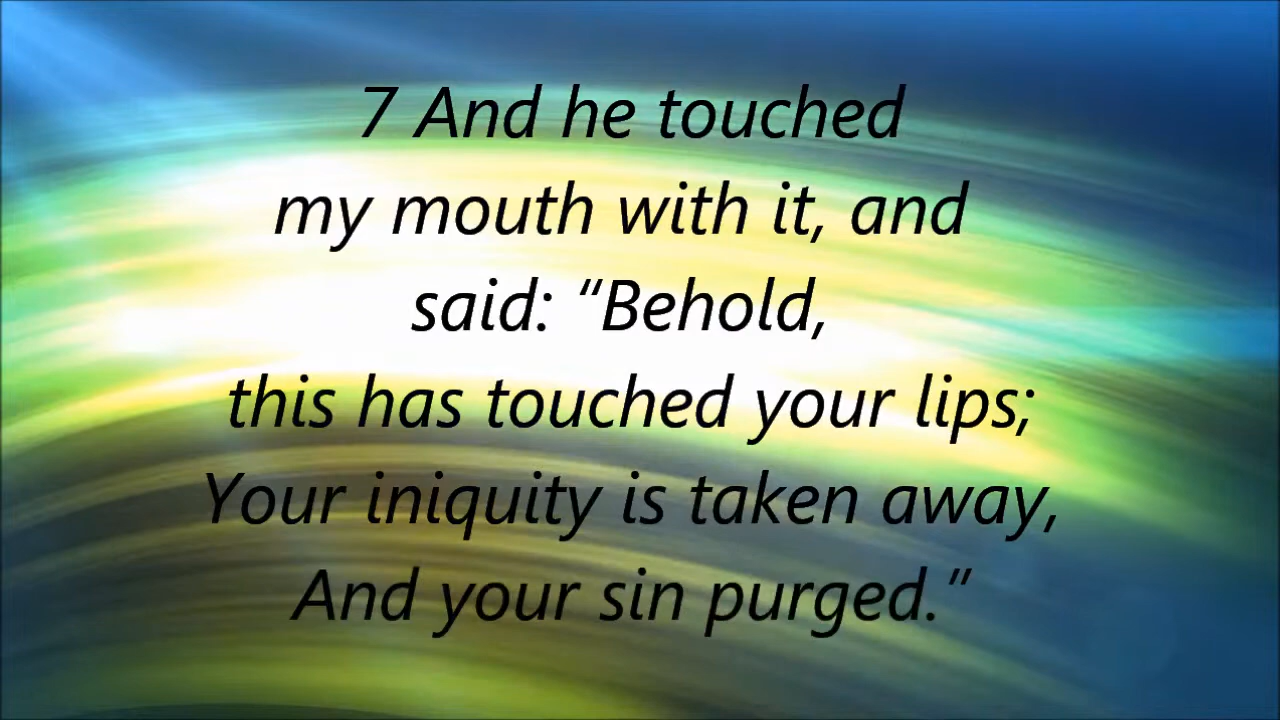 7 And he touched
my mouth with it, and
said: “Behold,
this has touched your lips;
Your iniquity is taken away,
And your sin purged.”